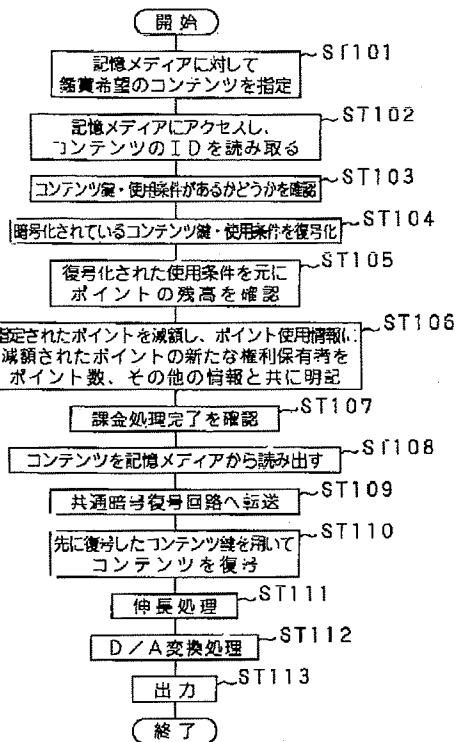 開始
記憶メディアに対して
鑑賞希望のコンテンツを指定
ST101
記憶メディアにアクセスし、
コンテンツのIDを読み取る
ST102
コンテンツ鍵・使用条件があるかどうかを確認
ST103
暗号化されているコンテンツ鍵・使用条件を復号化
ST104
復号化された使用条件を元に
ポイントの残高を確認
ST105
指定されたポイントを減額し、ポイント使用情報に
減額されたポイントの新たな権利保有者を
ポイント数、その他の情報と共に明記
ST106
課金処理完了を確認
ST107
コンテンツを記憶メディアから読み出す
ST108
共通暗号復号回路へ転送
ST109
先に復号したコンテンツ鍵を用いて
コンテンツを復号
ST110
伸長処理
ST111
D/A変換処理
ST112
出力
ST113
終了